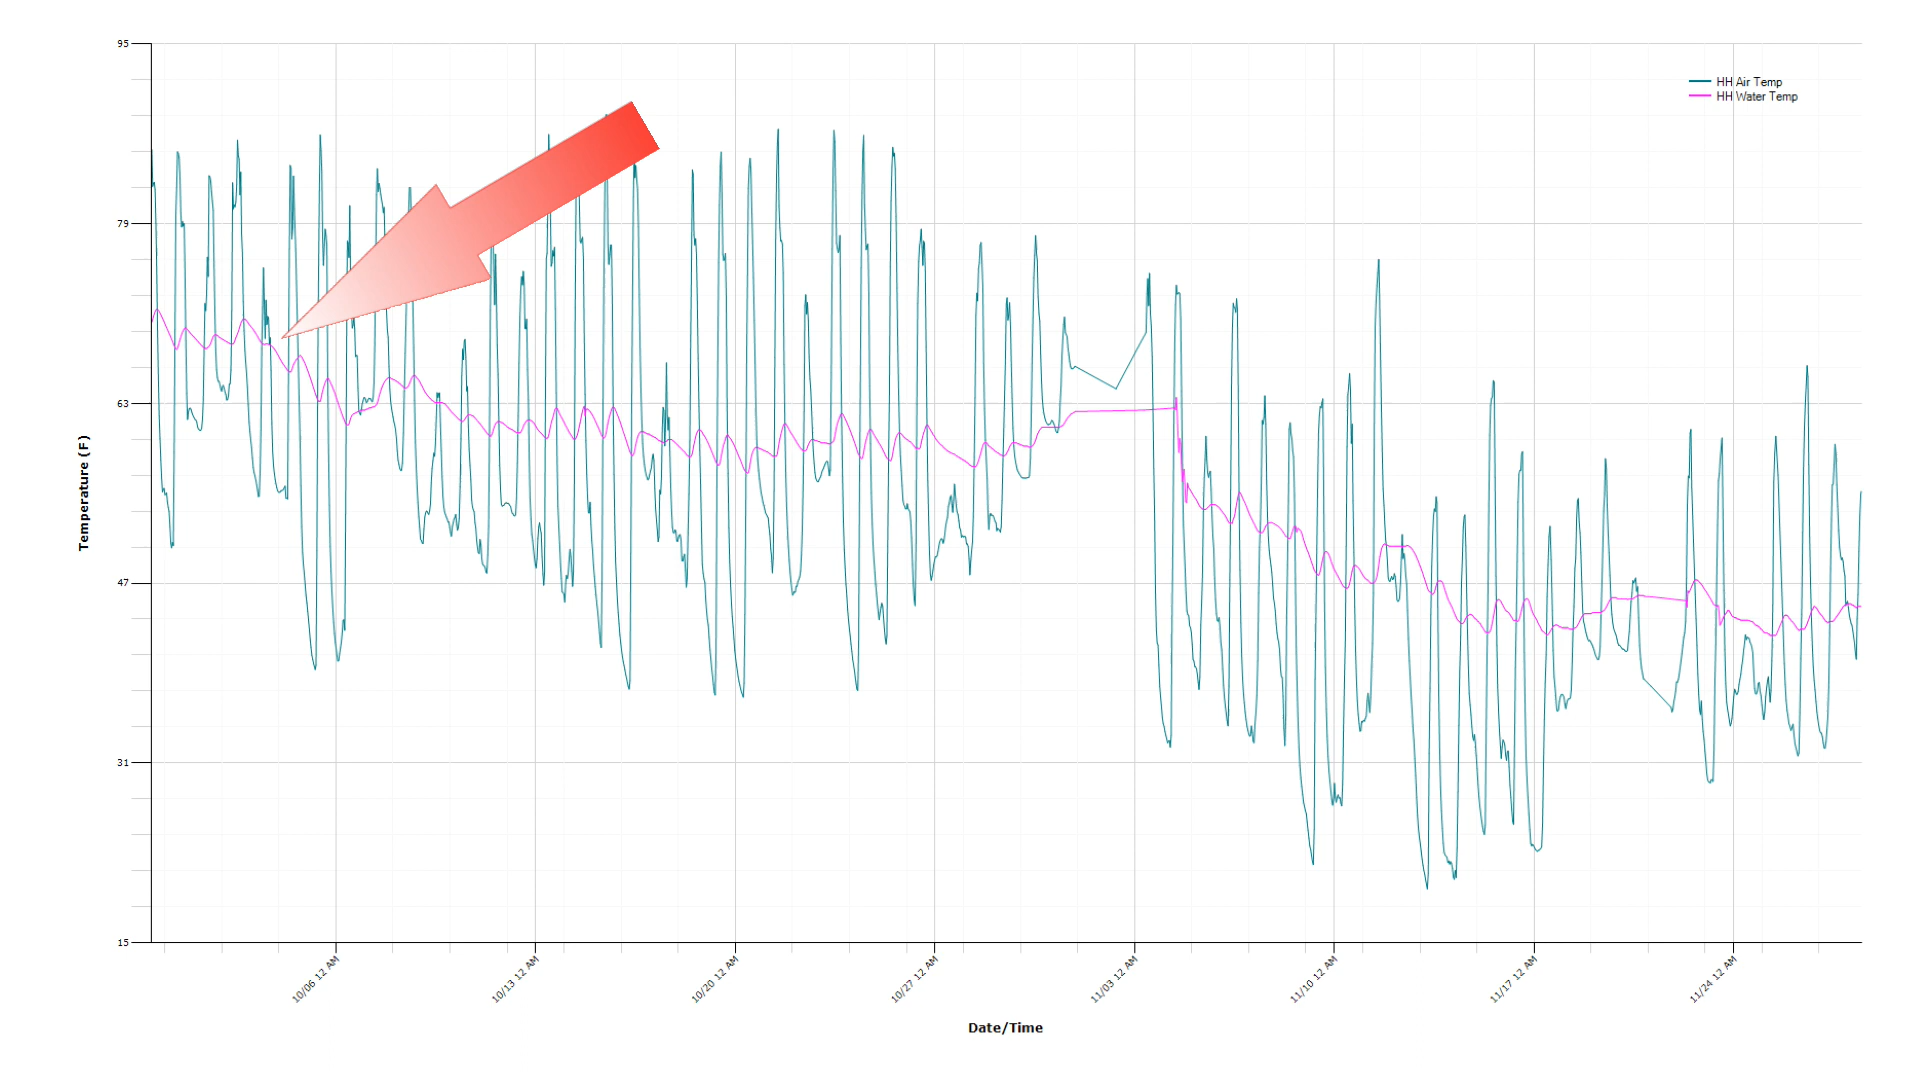 95
HH Air Temp
HH Water Temp
79
63
Temperature (F)
47
31
15
10/06 12 AM
10/13 12 AM
10/20 12 AM
10/27 12 AM
11/03 12 AM
11/10 12 AM
11/17 12 AM
11/24 12 AM
Date/Time